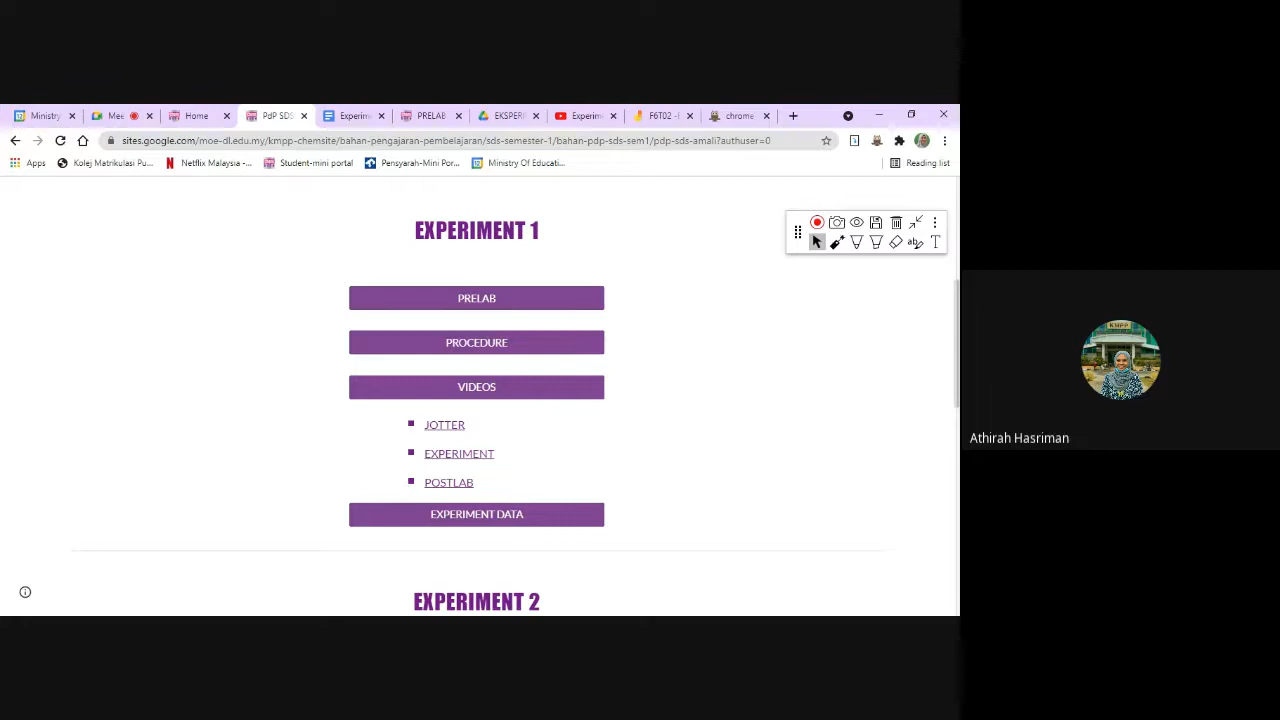 Ministry
Mee
Home
PdP SDS
Experim
PRELAB
EKSPERI
Experim
F6T02 -
chrome
sites.google.com/moe-dl.edu.my/kmpp-chemsite/bahan-pengajaran-pembelajaran/sds-semester-1/bahan-pdp-sds-sem1/pdp-sds-amali?authuser=0
Apps
Kolej Matrikulasi Pu...
Netflix Malaysia -...
Student-mini portal
Pensyarah-Mini Por...
Ministry Of Educati...
Reading list
EXPERIMENT 1
PRELAB
PROCEDURE
VIDEOS
JOTTER
EXPERIMENT
POSTLAB
EXPERIMENT DATA
EXPERIMENT 2
KMPP
Athirah Hasriman